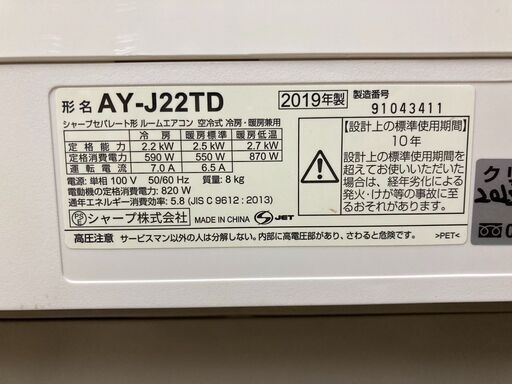 形名 AY-J22TD 2019年製 製造番号 91043411
シャープセパレート形 ルームエアコン 空冷式 冷房・暖房兼用
冷房 暖房標準 暖房低温
定格能力 2.2 kW 2.5 kW 2.7 kW
定格消費電力 590 W 550 W 870 W
運転電流 7.0 A 6.5 A
電源: 単相 100 V 50/60 Hz 質量: 8 kg
電動機の定格消費電力: 820 W
通年エネルギー消費効率: 5.8 (JIS C 9612 : 2013)
PSE シャープ株式会社 MADE IN CHINA S JET
【設計上の標準使用期間】
10年
設計上の標準使用期間を
超えてお使いいただいた
場合は、経年劣化による
発火・けが等の事故に至
るおそれがあります。
高圧注意 サービスマン以外の人は分解しない。内部に高電圧部があり、さわると危険です。 >PET<
クリ